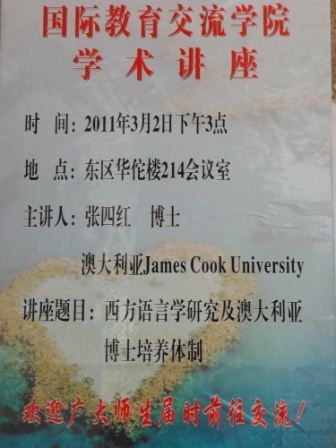 国际教育交流学院
学术讲座
时 间：2011年3月2日下午3点
地 点：东区华佗楼214会议室
主讲人：张四红 博士
澳大利亚James Cook University
讲座题目：西方语言学研究及澳大利亚
博士培养体制
欢迎广大师生届时前往交流！